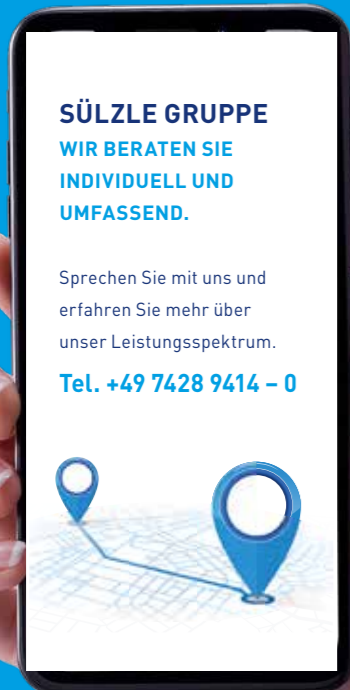 SÜLZLE GRUPPE
WIR BERATEN SIE
INDIVIDUELL UND
UMFASSEND.
Sprechen Sie mit uns und
erfahren Sie mehr über
unser Leistungsspektrum.
Tel. +49 7428 9414 – 0